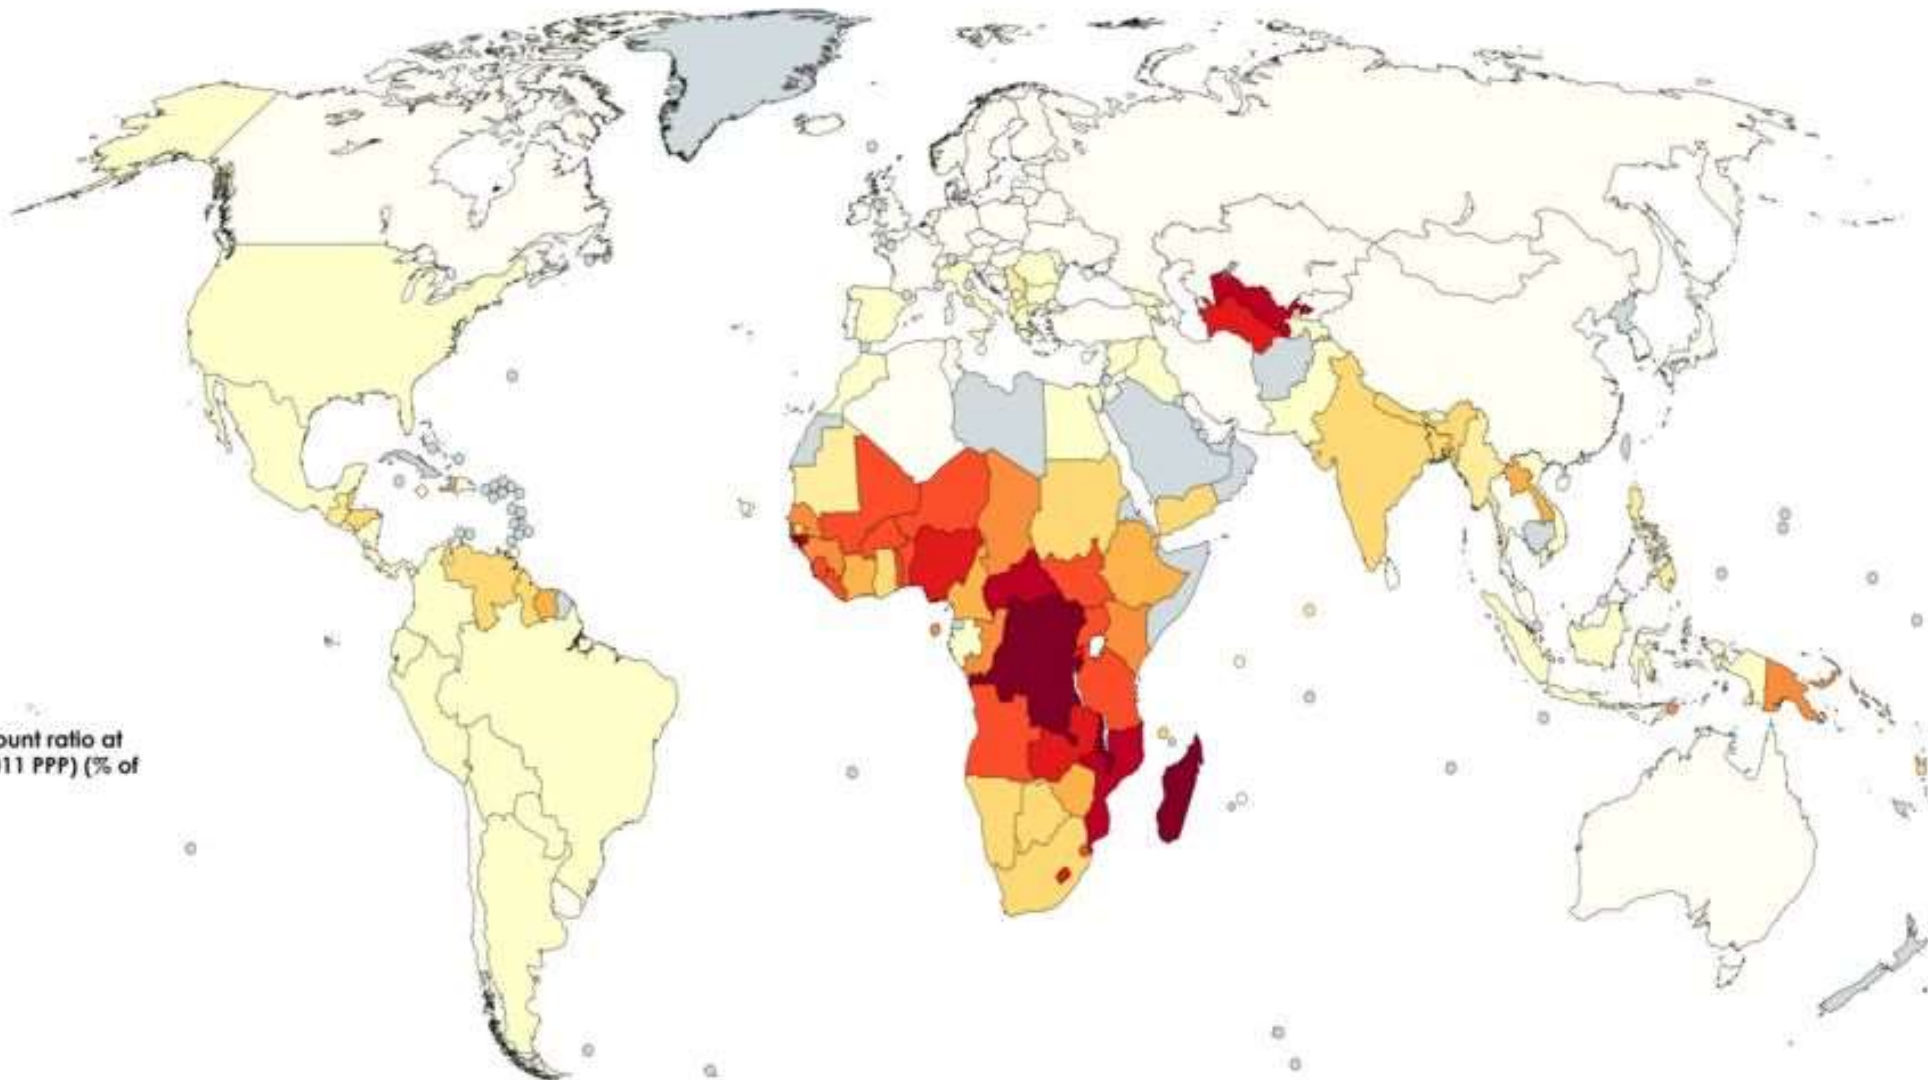 ount ratio at
11 PPP) (% of